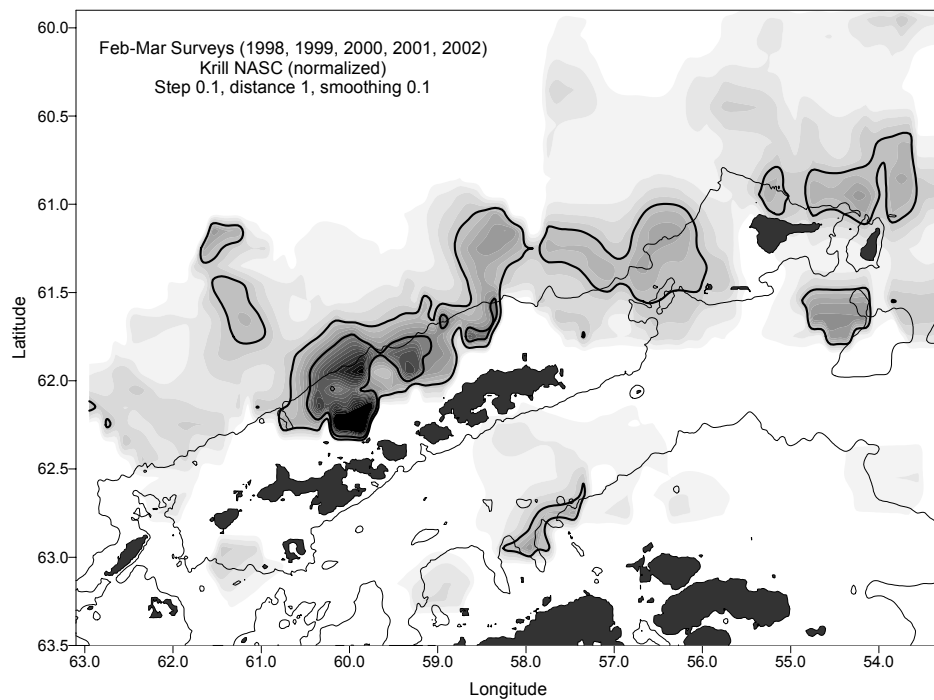 Feb-Mar Surveys (1998, 1999, 2000, 2001, 2002)
Krill NASC (normalized)
Step 0.1, distance 1, smoothing 0.1
60.0
60.5
61.0
61.5
62.0
62.5
63.0
63.5
Latitude
63.0 62.0 61.0 60.0 59.0 58.0 57.0 56.0 55.0 54.0
Longitude